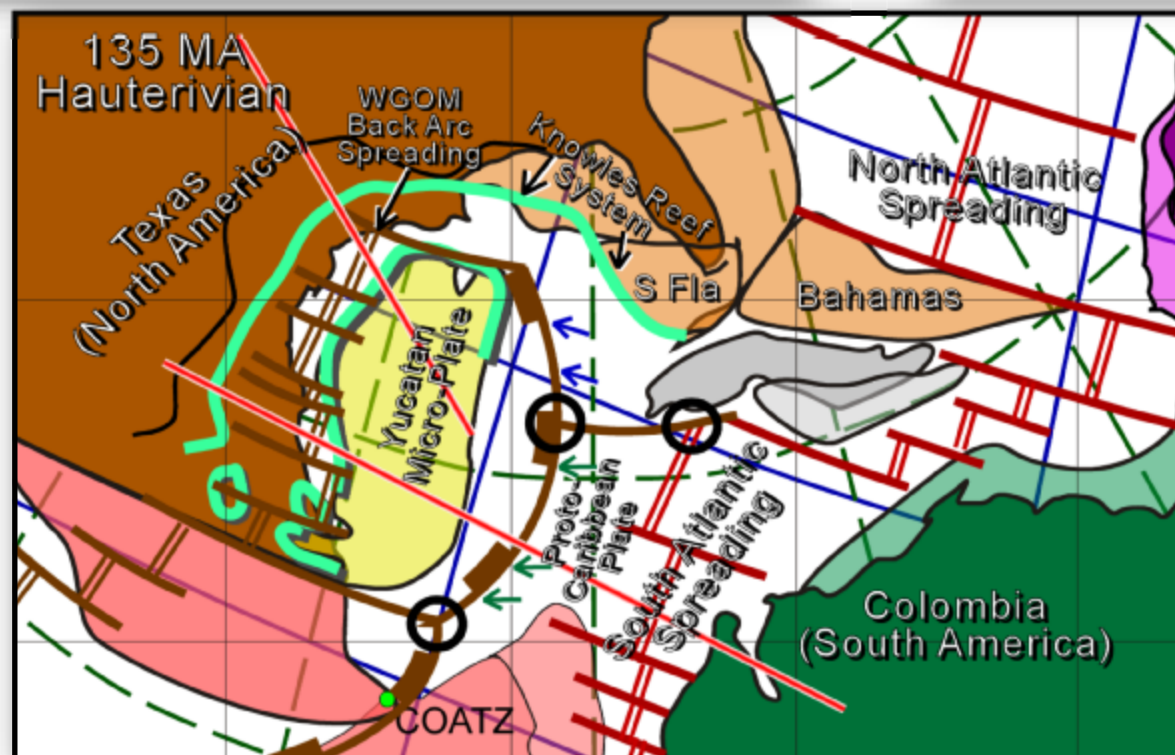 135 MA
Hauterivian
WGOM
Back Arc
Spreading
Knowles Reef
System
Texas
(North America)
North Atlantic
Spreading
S Fla
Bahamas
Yucatan
Micro-Plate
Proto-
Caribbean
Plate
South Atlantic
Spreading
Colombia
(South America)
COATZ